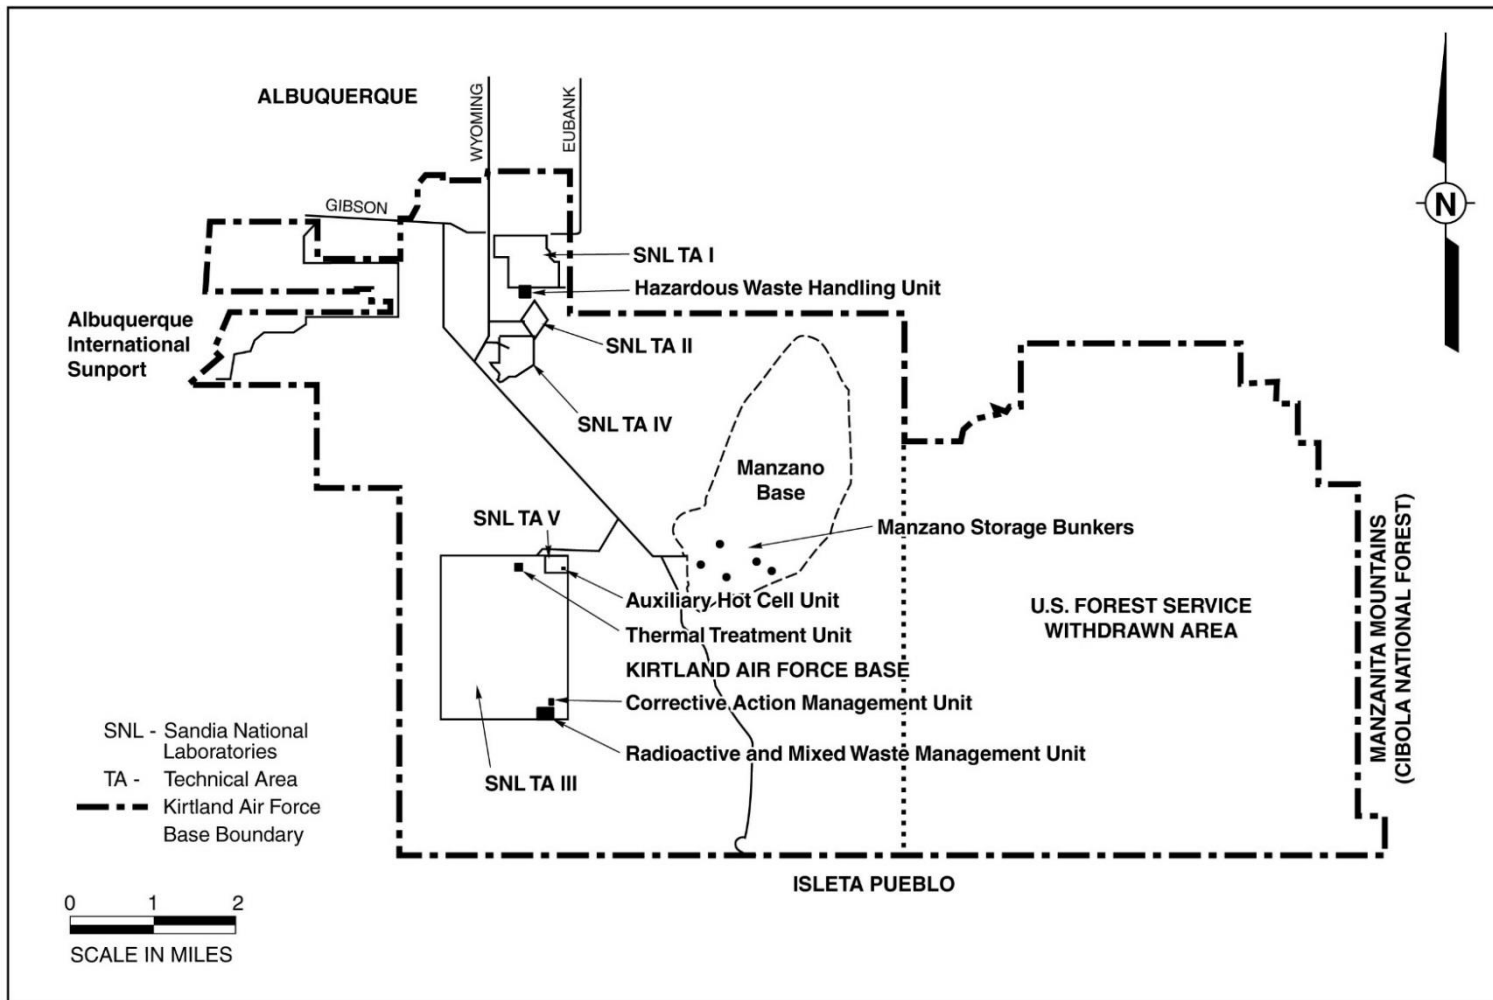 ALBUQUERQUE
WYOMING
EUBANK
GIBSON
N
SNL TA I
Hazardous Waste Handling Unit
Albuquerque
International
Sunport
SNL TA II
SNL TA IV
Manzano
Base
SNL TA V
Manzano Storage Bunkers
Auxiliary Hot Cell Unit
U.S. FOREST SERVICE
WITHDRAWN AREA
Thermal Treatment Unit
KIRTLAND AIR FORCE BASE
Corrective Action Management Unit
Radioactive and Mixed Waste Management Unit
SNL TA III
MANZANITA MOUNTAINS
(CIBOLA NATIONAL FOREST)
SNL - Sandia National
Laboratories
TA - Technical Area
Kirtland Air Force
Base Boundary
ISLETA PUEBLO
0 1 2
SCALE IN MILES